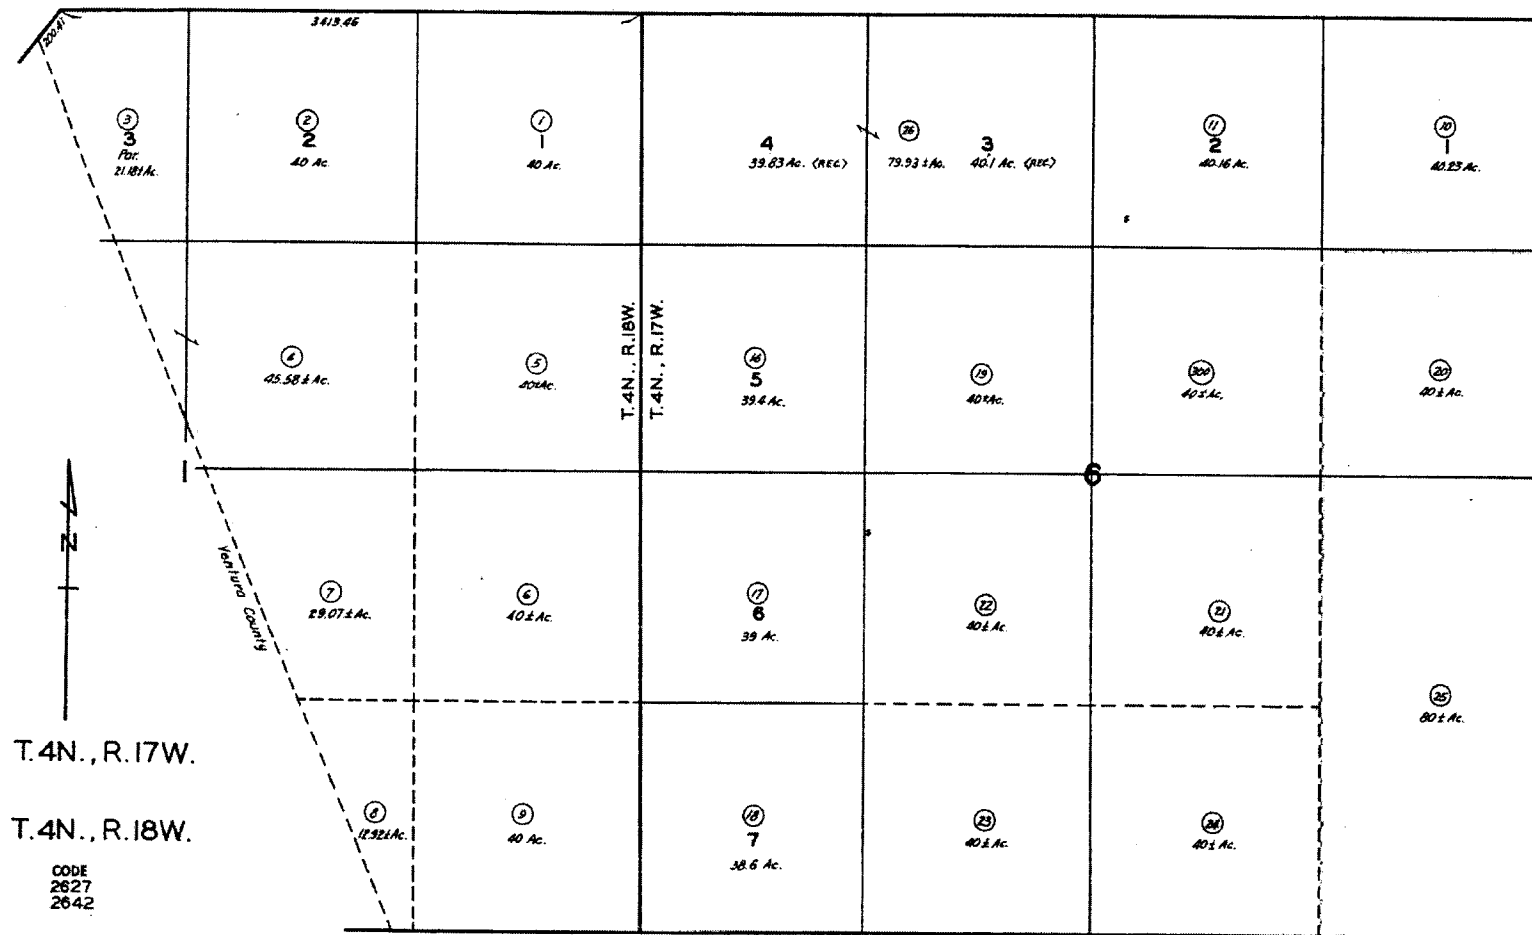 200.41
3419.46
3
3
Por.
21.18±Ac.
2
2
40 Ac.
1
1
40 Ac.
4
39.83 Ac. (REC)
26
79.93 ± Ac.
3
40.1 Ac. (REC)
11
2
40.16 Ac.
10
1
40.23 Ac.
4
45.58 ± Ac.
5
40±Ac.
T.4N., R.18W.
T.4N., R.17W.
16
5
39.4 Ac.
19
40±Ac.
300
40±Ac.
20
40± Ac.
1
6
N
Ventura County
7
29.07± Ac.
6
40± Ac.
17
6
39 Ac.
22
40± Ac.
21
40± Ac.
25
80± Ac.
T.4N., R.17W.
T.4N., R.18W.
CODE
2627
2642
8
12.92±Ac.
9
40 Ac.
18
7
38.6 Ac.
23
40± Ac.
24
40± Ac.